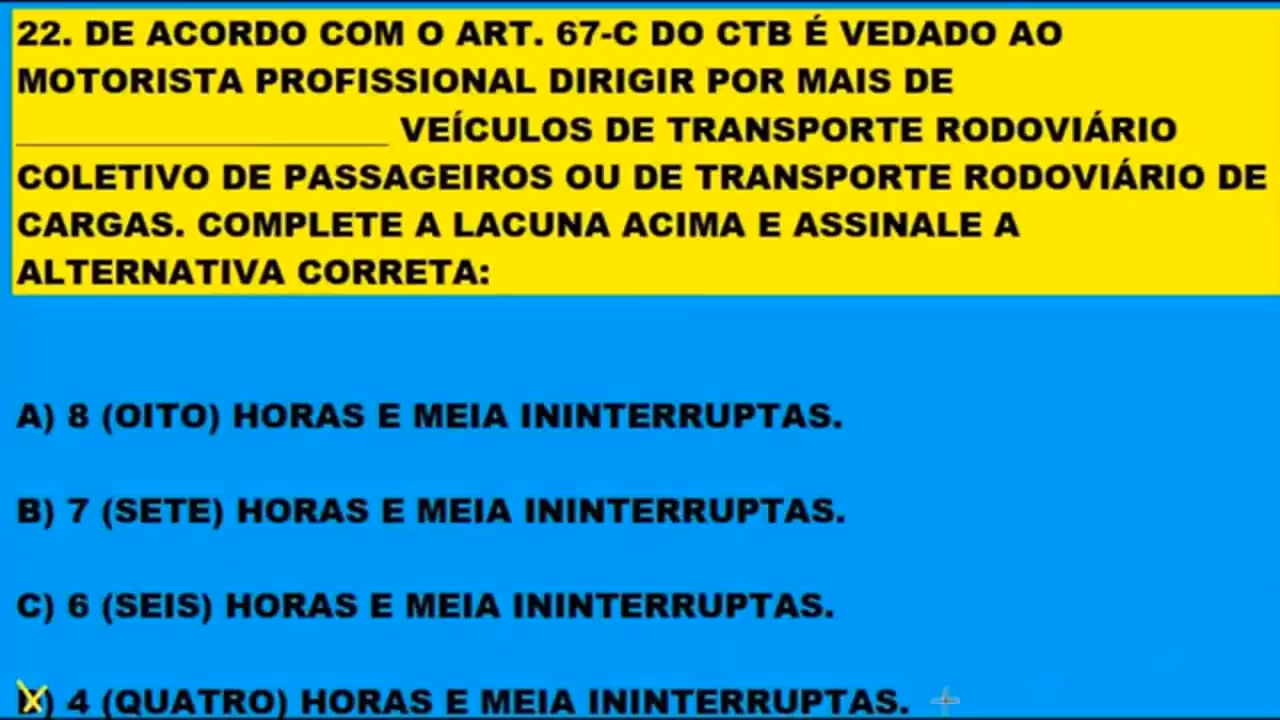 22. DE ACORDO COM O ART. 67-C DO CTB É VEDADO AO
MOTORISTA PROFISSIONAL DIRIGIR POR MAIS DE
____________________ VEÍCULOS DE TRANSPORTE RODOVIÁRIO
COLETIVO DE PASSAGEIROS OU DE TRANSPORTE RODOVIÁRIO DE
CARGAS. COMPLETE A LACUNA ACIMA E ASSINALE A
ALTERNATIVA CORRETA:
A) 8 (OITO) HORAS E MEIA ININTERRUPTAS.
B) 7 (SETE) HORAS E MEIA ININTERRUPTAS.
C) 6 (SEIS) HORAS E MEIA ININTERRUPTAS.
D) 4 (QUATRO) HORAS E MEIA ININTERRUPTAS.